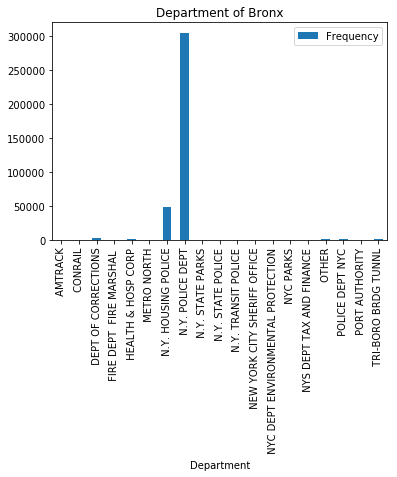 Department of Bronx
Frequency
300000
250000
200000
150000
100000
50000
0
AMTRACK
CONRAIL
DEPT OF CORRECTIONS
FIRE DEPT  FIRE MARSHAL
HEALTH & HOSP CORP
METRO NORTH
N.Y. HOUSING POLICE
N.Y. POLICE DEPT
N.Y. STATE PARKS
N.Y. STATE POLICE
N.Y. TRANSIT POLICE
NEW YORK CITY SHERIFF OFFICE
NYC DEPT ENVIRONMENTAL PROTECTION
NYC PARKS
NYS DEPT TAX AND FINANCE
OTHER
POLICE DEPT NYC
PORT AUTHORITY
TRI-BORO BRDG TUNNL
Department